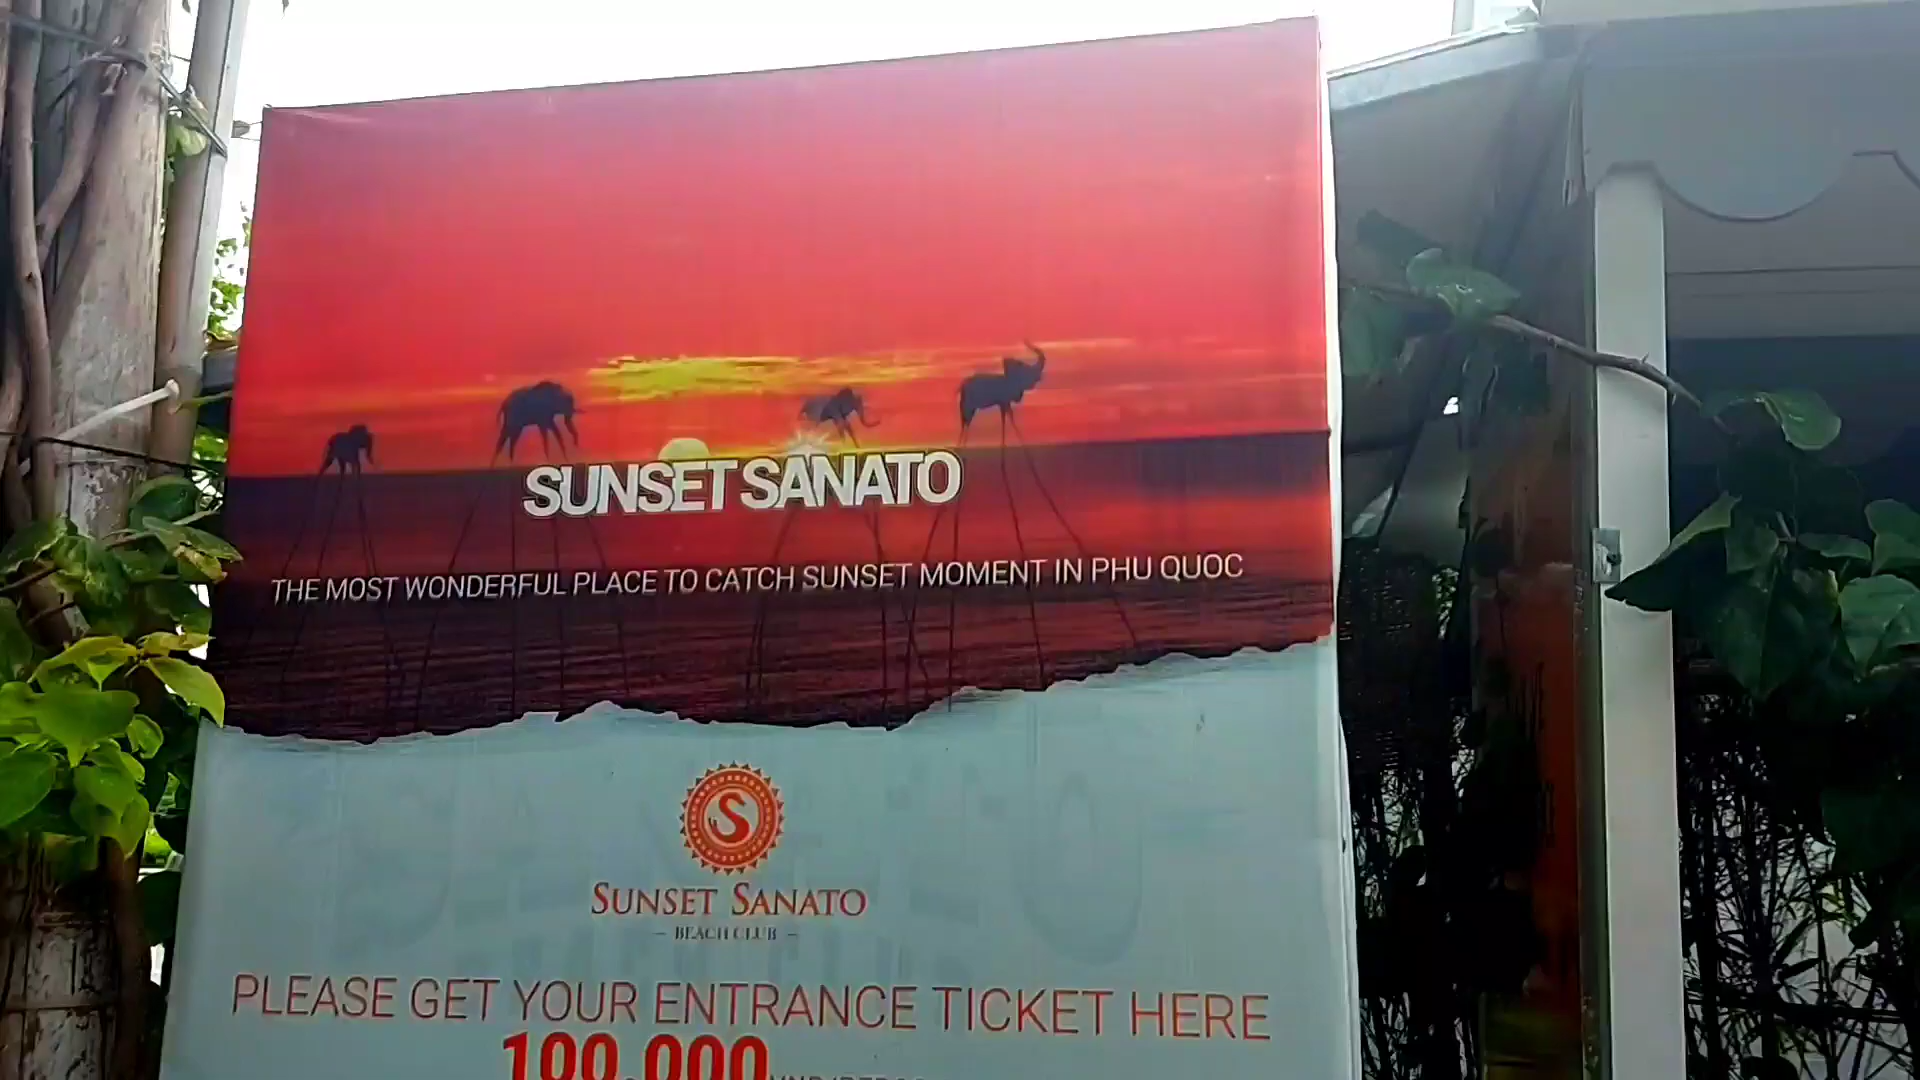 SUNSET SANATO
THE MOST WONDERFUL PLACE TO CATCH SUNSET MOMENT IN PHU QUOC
S
SUNSET SANATO
- BEACH CLUB -
PLEASE GET YOUR ENTRANCE TICKET HERE
100.000